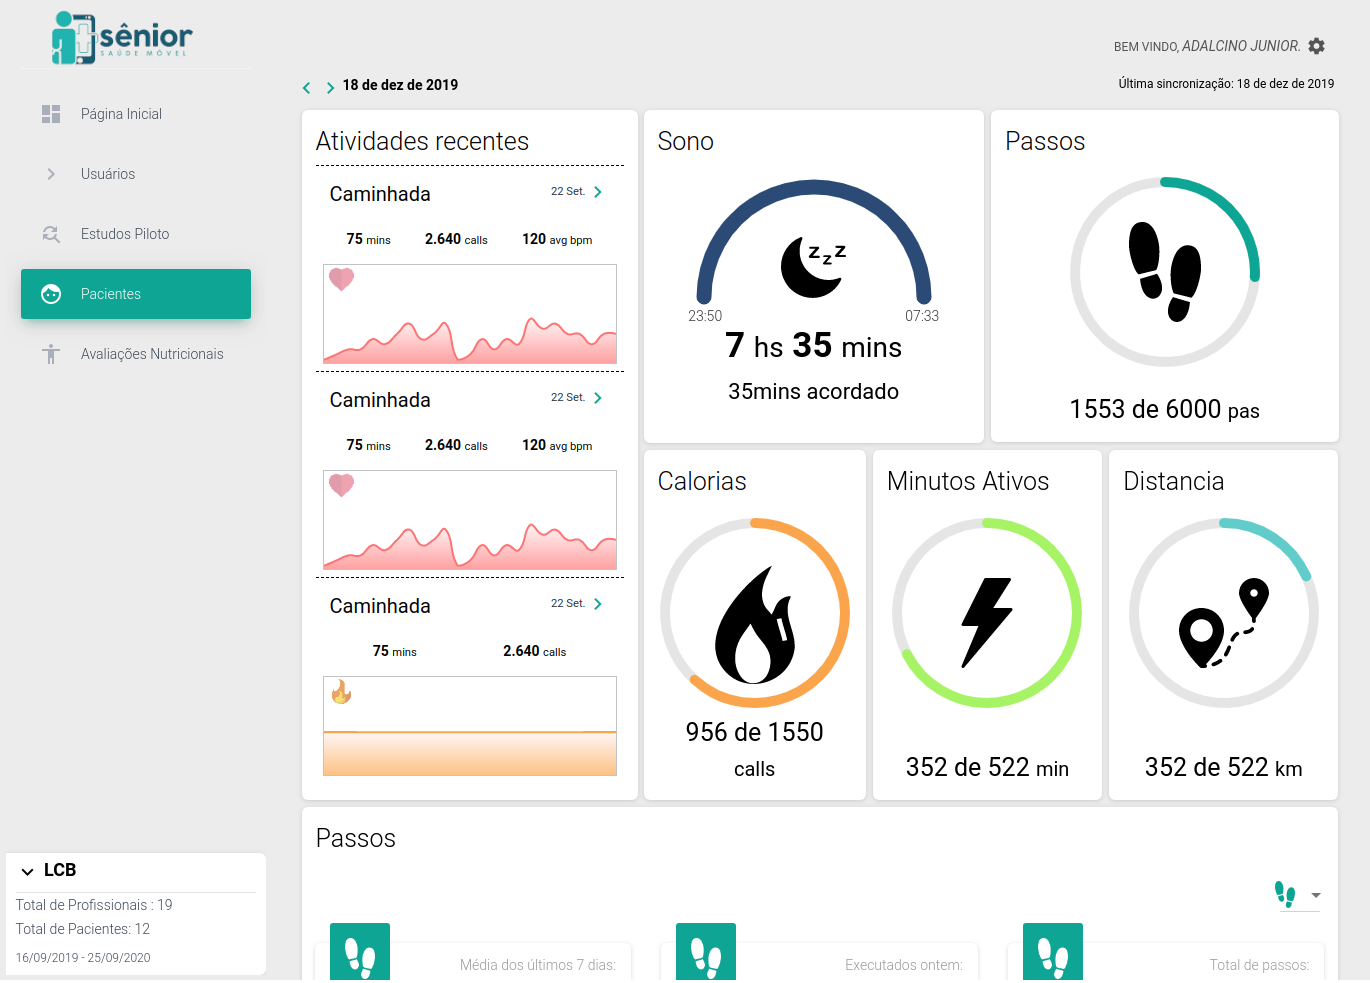 sênior
SAÚDE MÓVEL
BEM VINDO, ADALCINO JUNIOR.
18 de dez de 2019
Última sincronização: 18 de dez de 2019
Página Inicial
Usuários
Estudos Piloto
Pacientes
Avaliações Nutricionais
LCB
Total de Profissionais : 19
Total de Pacientes: 12
16/09/2019 - 25/09/2020
Atividades recentes
Caminhada
22 Set.
75 mins
2.640 calls
120 avg bpm
Caminhada
22 Set.
75 mins
2.640 calls
120 avg bpm
Caminhada
22 Set.
75 mins
2.640 calls
Sono
z z z
23:50
07:33
7 hs 35 mins
35mins acordado
Passos
1553 de 6000 pas
Calorias
956 de 1550
calls
Minutos Ativos
352 de 522 min
Distancia
352 de 522 km
Passos
Média dos últimos 7 dias:
Executados ontem:
Total de passos: